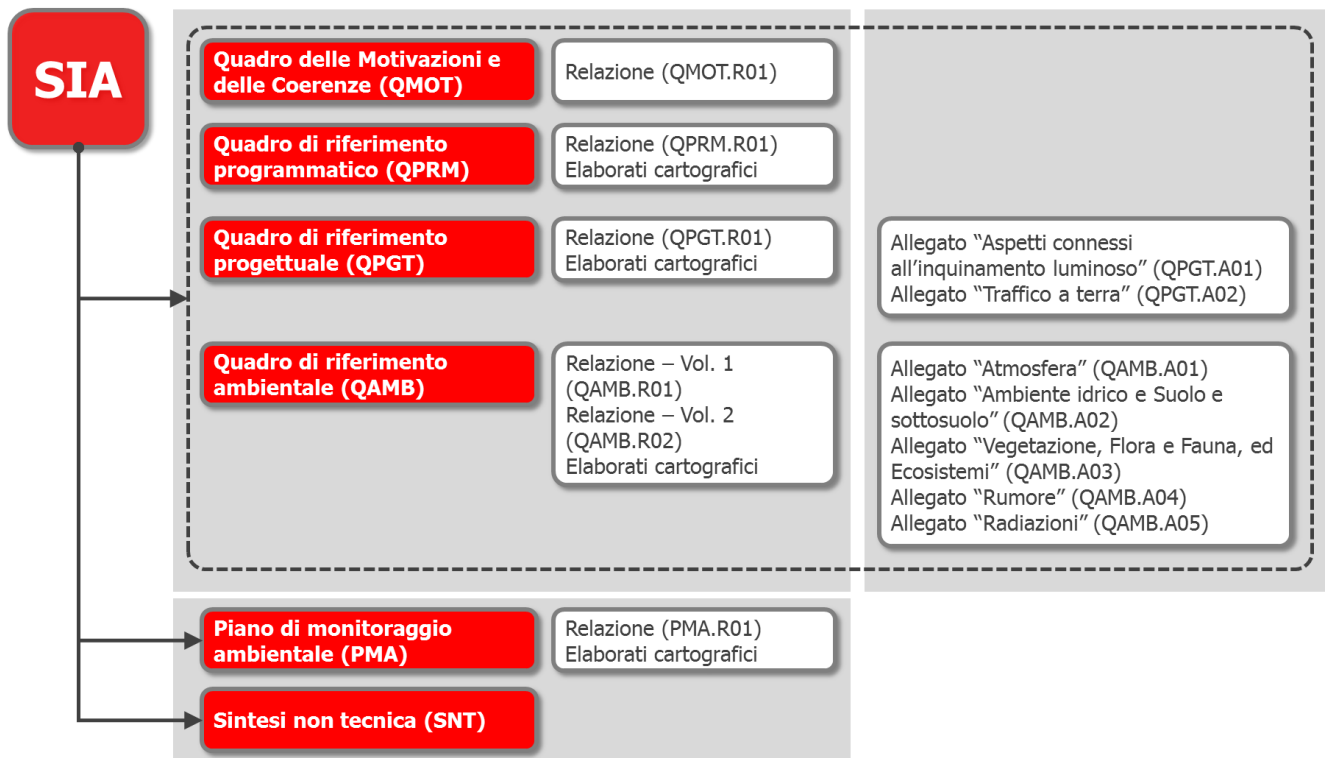 SIA
Quadro delle Motivazioni e
delle Coerenze (QMOT)
Relazione (QMOT.R01)
Quadro di riferimento
programmatico (QPRM)
Relazione (QPRM.R01)
Elaborati cartografici
Quadro di riferimento
progettuale (QPGT)
Relazione (QPGT.R01)
Elaborati cartografici
Allegato “Aspetti connessi
all’inquinamento luminoso” (QPGT.A01)
Allegato “Traffico a terra” (QPGT.A02)
Quadro di riferimento
ambientale (QAMB)
Relazione – Vol. 1
(QAMB.R01)
Relazione – Vol. 2
(QAMB.R02)
Elaborati cartografici
Allegato “Atmosfera” (QAMB.A01)
Allegato “Ambiente idrico e Suolo e
sottosuolo” (QAMB.A02)
Allegato “Vegetazione, Flora e Fauna, ed
Ecosistemi” (QAMB.A03)
Allegato “Rumore” (QAMB.A04)
Allegato “Radiazioni” (QAMB.A05)
Piano di monitoraggio
ambientale (PMA)
Relazione (PMA.R01)
Elaborati cartografici
Sintesi non tecnica (SNT)